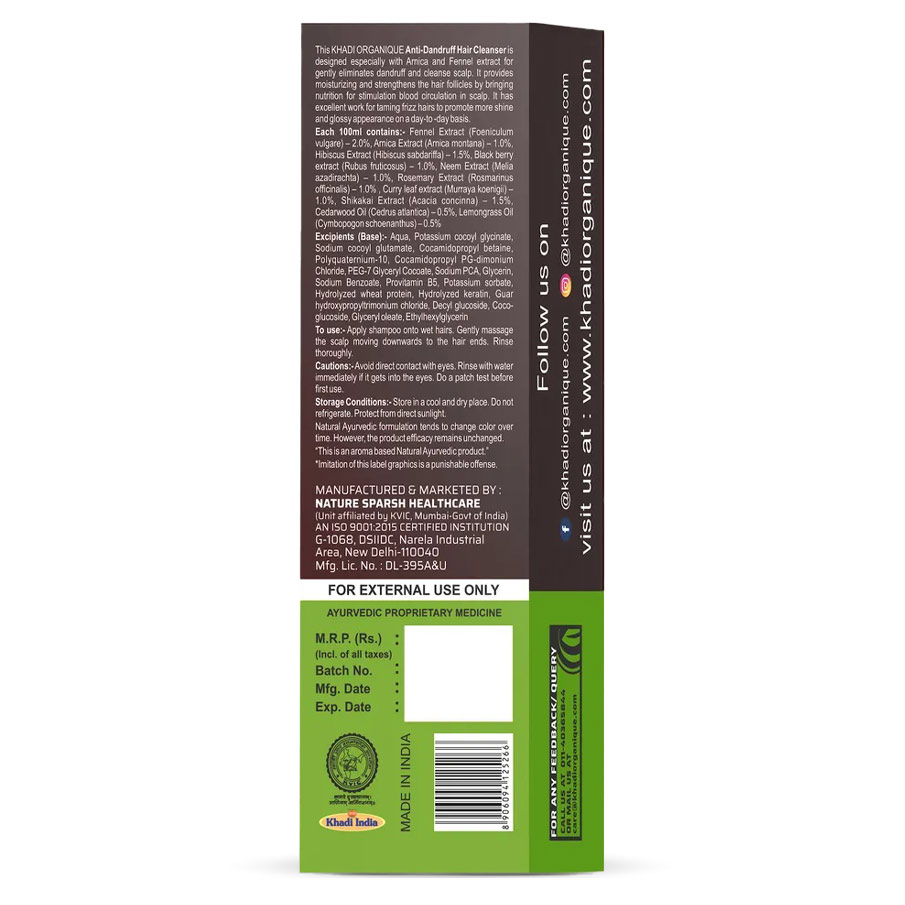 This KHADI ORGANIQUE Anti-Dandruff Hair Cleanser is
designed especially with Arnica and Fennel extract for
gently eliminates dandruff and cleanse scalp. It provides
moisturizing and strengthens the hair follicles by bringing
nutrition for stimulation blood circulation in scalp. It has
excellent work for taming frizz hairs to promote more shine
and glossy appearance on a day-to -day basis.
Each 100ml contains:- Fennel Extract (Foeniculum
vulgare) – 2.0%, Arnica Extract (Arnica montana) – 1.0%,
Hibiscus Extract (Hibiscus sabdariffa) – 1.5%, Black berry
extract (Rubus fruticosus) – 1.0%, Neem Extract (Melia
azadirachta) – 1.0%, Rosemary Extract (Rosmarinus
officinalis) – 1.0% , Curry leaf extract (Murraya koenigii) –
1.0%, Shikakai Extract (Acacia concinna) – 1.5%,
Cedarwood Oil (Cedrus atlantica) – 0.5%, Lemongrass Oil
(Cymbopogon schoenanthus) – 0.5%
Excipients (Base):- Aqua, Potassium cocoyl glycinate,
Sodium cocoyl glutamate, Cocamidopropyl betaine,
Polyquaternium-10, Cocamidopropyl PG-dimonium
Chloride, PEG-7 Glyceryl Cocoate, Sodium PCA, Glycerin,
Sodium Benzoate, Provitamin B5, Potassium sorbate,
Hydrolyzed wheat protein, Hydrolyzed keratin, Guar
hydroxypropyltrimonium chloride, Decyl glucoside, Coco-
glucoside, Glyceryl oleate, Ethylhexylglycerin
To use:- Apply shampoo onto wet hairs. Gently massage
the scalp moving downwards to the hair ends. Rinse
thoroughly.
Cautions:- Avoid direct contact with eyes. Rinse with water
immediately if it gets into the eyes. Do a patch test before
first use.
Storage Conditions:- Store in a cool and dry place. Do not
refrigerate. Protect from direct sunlight.
Natural Ayurvedic formulation tends to change color over
time. However, the product efficacy remains unchanged.
"This is an aroma based Natural Ayurvedic product."
*Imitation of this label graphics is a punishable offense.
MANUFACTURED & MARKETED BY :
NATURE SPARSH HEALTHCARE
(Unit affiliated by KVIC, Mumbai-Govt of India)
AN ISO 9001:2015 CERTIFIED INSTITUTION
G-1068, DSIIDC, Narela Industrial
Area, New Delhi-110040
Mfg. Lic. No. : DL-395A&U
FOR EXTERNAL USE ONLY
AYURVEDIC PROPRIETARY MEDICINE
M.R.P. (Rs.) :
(Incl. of all taxes)
Batch No. :
Mfg. Date :
Exp. Date :
Khadi India
MADE IN INDIA
8 906094 125266
Follow us on
@khadiorganique.com @khadiorganique.com
visit us at : www.khadiorganique.com
FOR ANY FEEDBACK/ QUERY
CALL US AT 011-40365844
OR MAIL US AT
care@khadiorganique.com